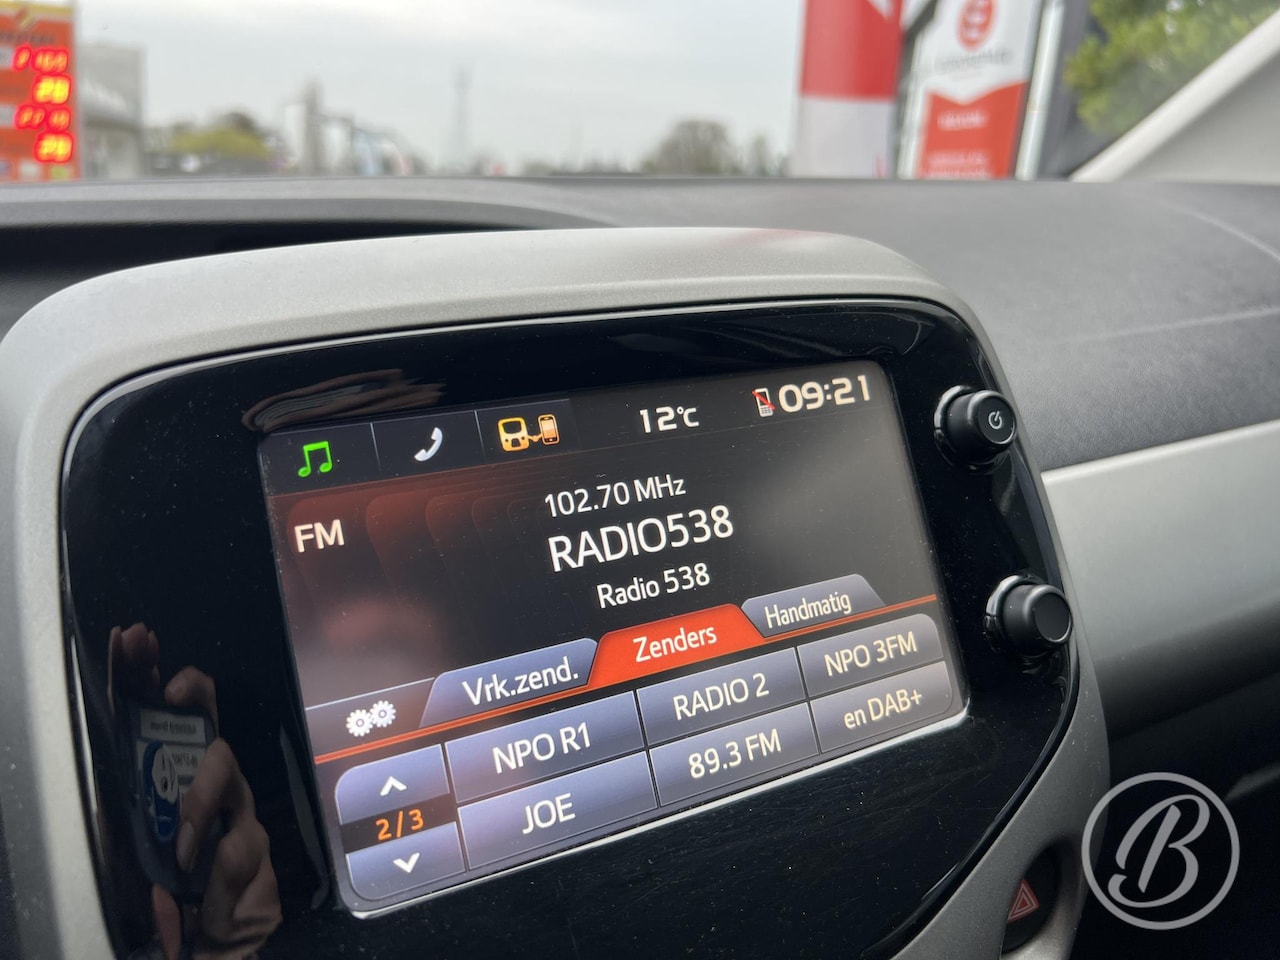 12°C
09:21
102.70 MHz
FM
RADIO538
Radio 538
Vrk.zend.
Zenders
Handmatig
NPO R1
RADIO 2
NPO 3FM
2/3
JOE
89.3 FM
en DAB+
B